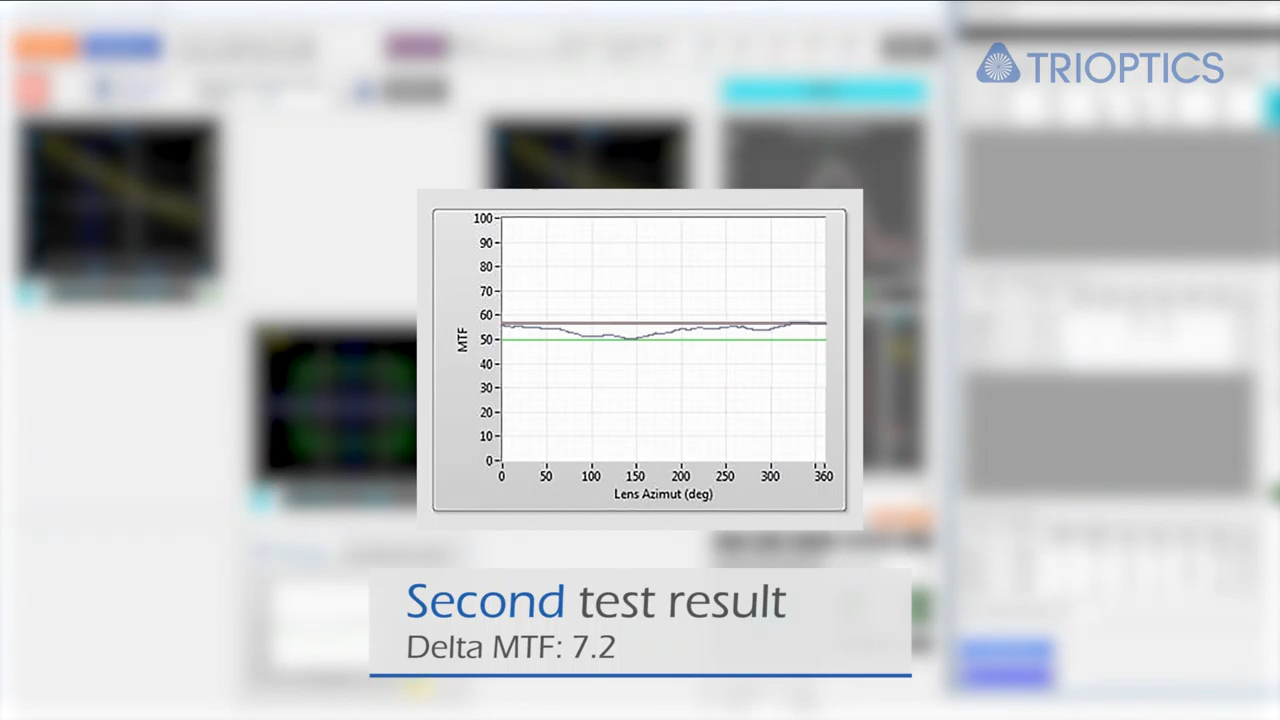 TRIOPTICS
100
90
80
70
60
50
40
30
20
10
0
MTF
0 50 100 150 200 250 300 360
Lens Azimut (deg)
Second test result
Delta MTF: 7.2